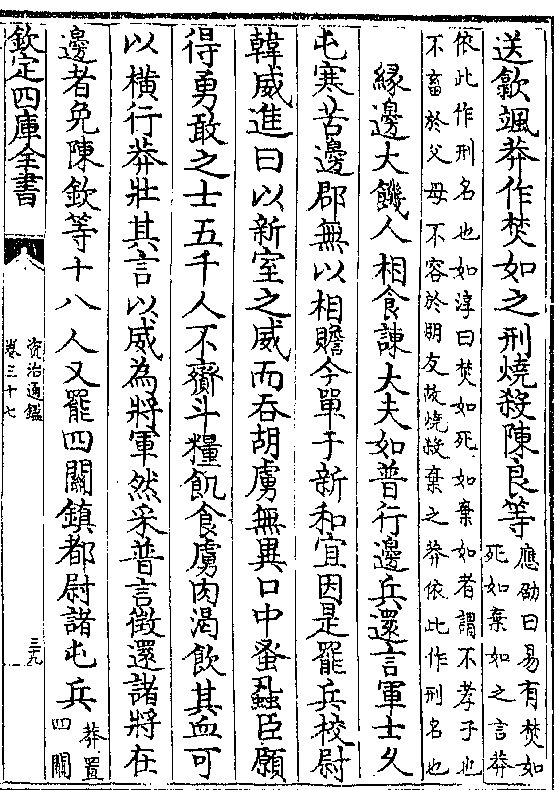 送歙颯莽作焚如之刑燒殺陳良等應劭曰易有焚如
死如棄如之言莽
依此作刑名也如淳曰焚如死如棄如者謂不孝子也
不畜於父母不容於朋友故燒殺棄之莽依此作刑名也
緣邊大饑人相食諫大夫如普行邊兵還言軍士久
屯寒苦邊郡無以相贍今單于新和宜因是罷兵校尉
韓威進曰以新室之威而吞胡虜無異口中蚤蝨臣願
得勇敢之士五千人不齎斗糧飢食虜肉渴飲其血可
以橫行莽壯其言以威為將軍然采普言徵還諸將在
邊者免陳欽等十八人又罷四關鎮都尉諸屯兵莽置
四關
欽定四庫全書
資治通鑑
卷三十七
三九